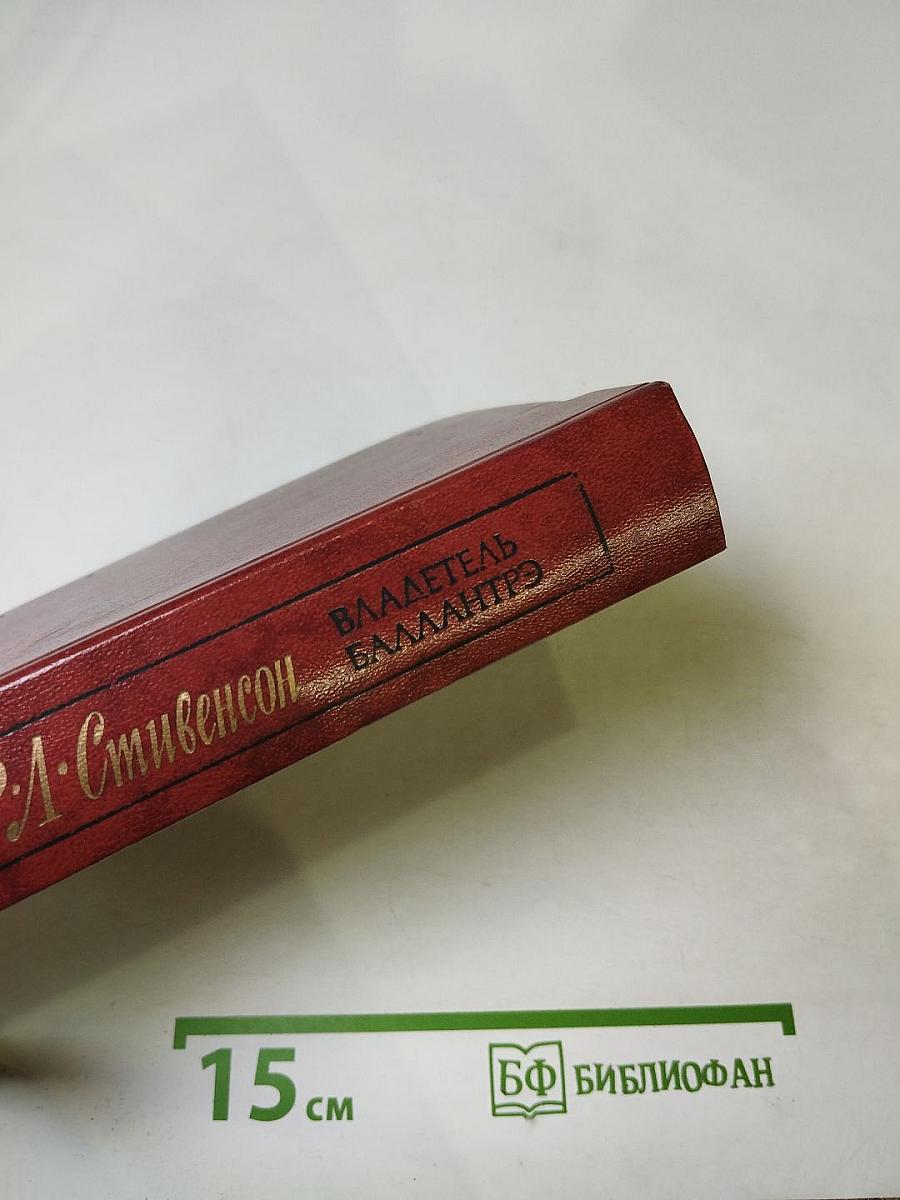 Р·Л·Стивенсон
ВЛАДЕТЕЛЬ
БАЛЛАНТРЭ
15 см
БФ БИБЛИОФАН